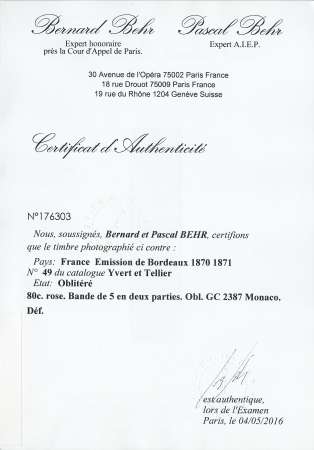 Bernard Behr Pascal Behr
Expert honoraire Expert A.I.E.P.
près la Cour d'Appel de Paris.
30 Avenue de l'Opéra 75002 Paris France
18 rue Drouot 75009 Paris France
19 rue du Rhône 1204 Genève Suisse
Certificat d'Authenticité
N°176303
Nous, soussignés, Bernard et Pascal BEHR, certifions
que le timbre photographié ci contre :
Pays: France Emission de Bordeaux 1870 1871
N° 49 du catalogue Yvert et Tellier
Etat: Oblitéré
80c. rose. Bande de 5 en deux parties. Obl. GC 2387 Monaco.
Déf.
est authentique,
lors de l'Examen
Paris, le 04/05/2016